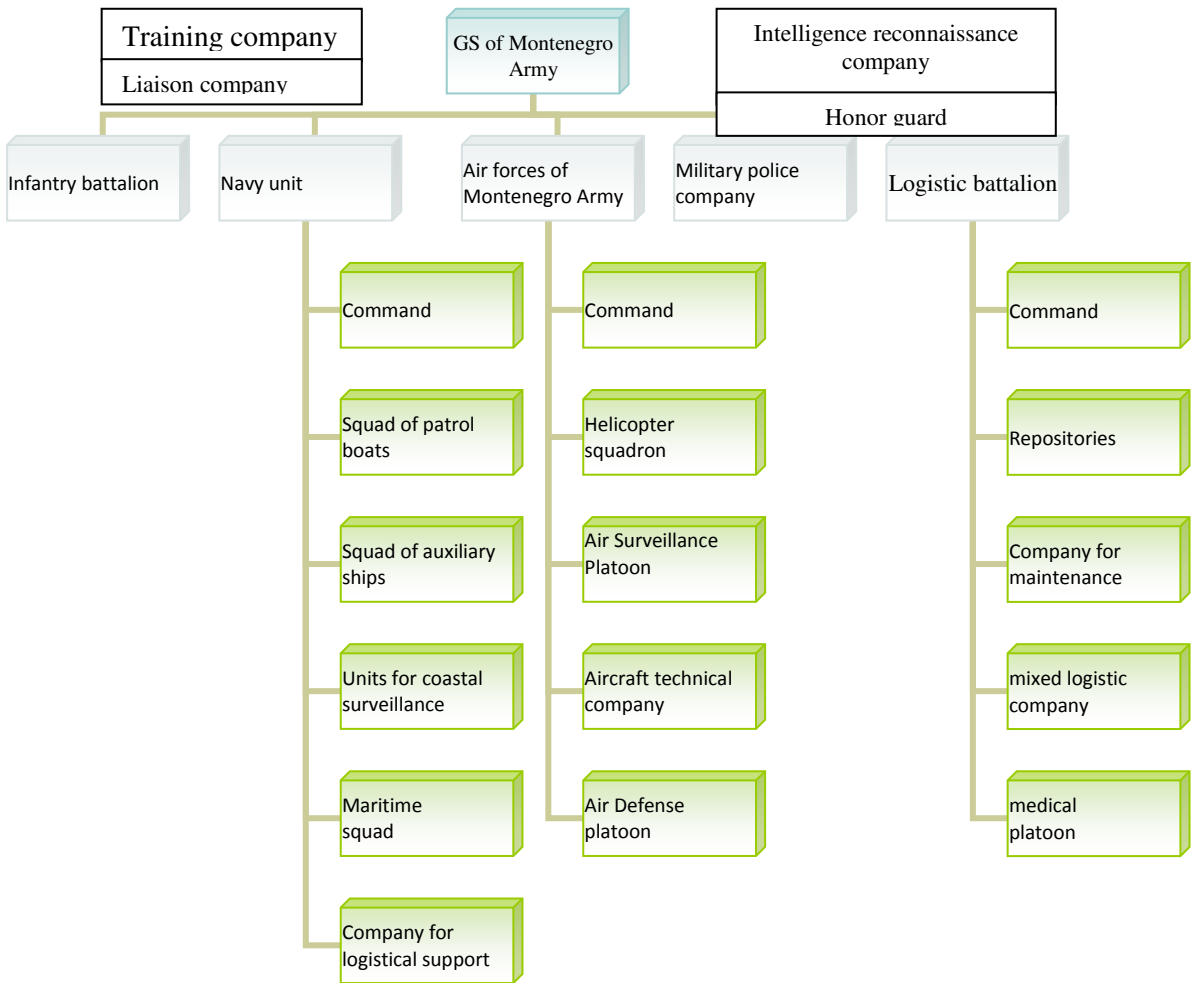 Training company
Liaison company
GS of Montenegro
Army
Intelligence reconnaissance
company
Honor guard
Infantry battalion
Navy unit
Air forces of
Montenegro Army
Military police
company
Logistic battalion
Command
Squad of patrol
boats
Squad of auxiliary
ships
Units for coastal
surveillance
Maritime
squad
Company for
logistical support
Command
Helicopter
squadron
Air Surveillance
Platoon
Aircraft technical
company
Air Defense
platoon
Command
Repositories
Company for
maintenance
mixed logistic
company
medical
platoon